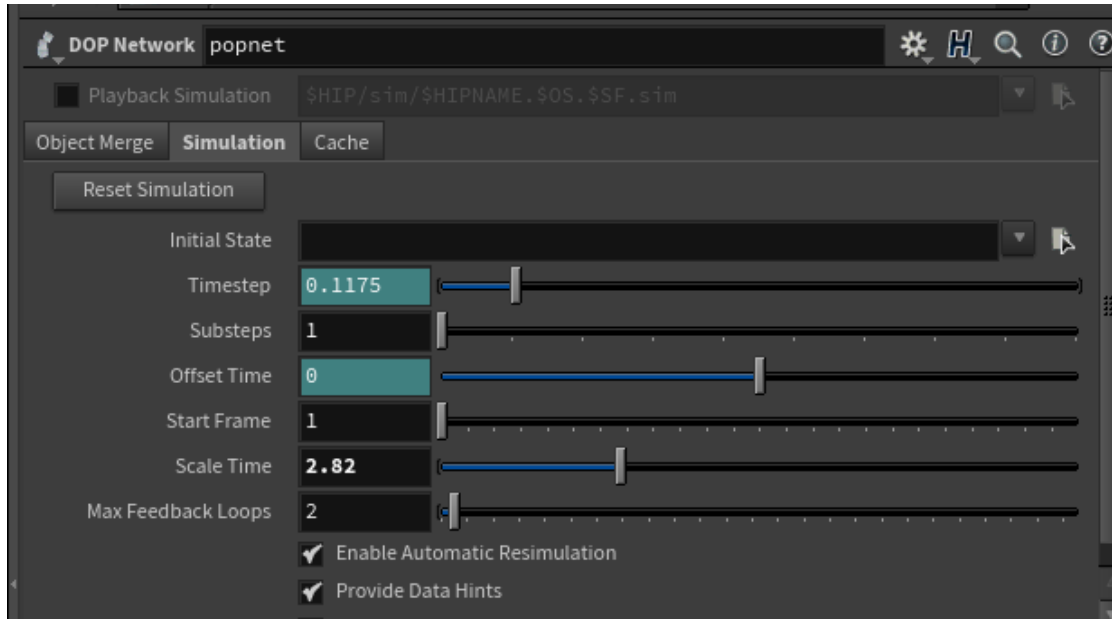 DOP Network popnet
Playback Simulation $HIP/sim/$HIPNAME.$OS.$SF.sim
Object Merge Simulation Cache
Reset Simulation
Initial State
Timestep 0.1175
Substeps 1
Offset Time 0
Start Frame 1
Scale Time 2.82
Max Feedback Loops 2
Enable Automatic Resimulation
Provide Data Hints